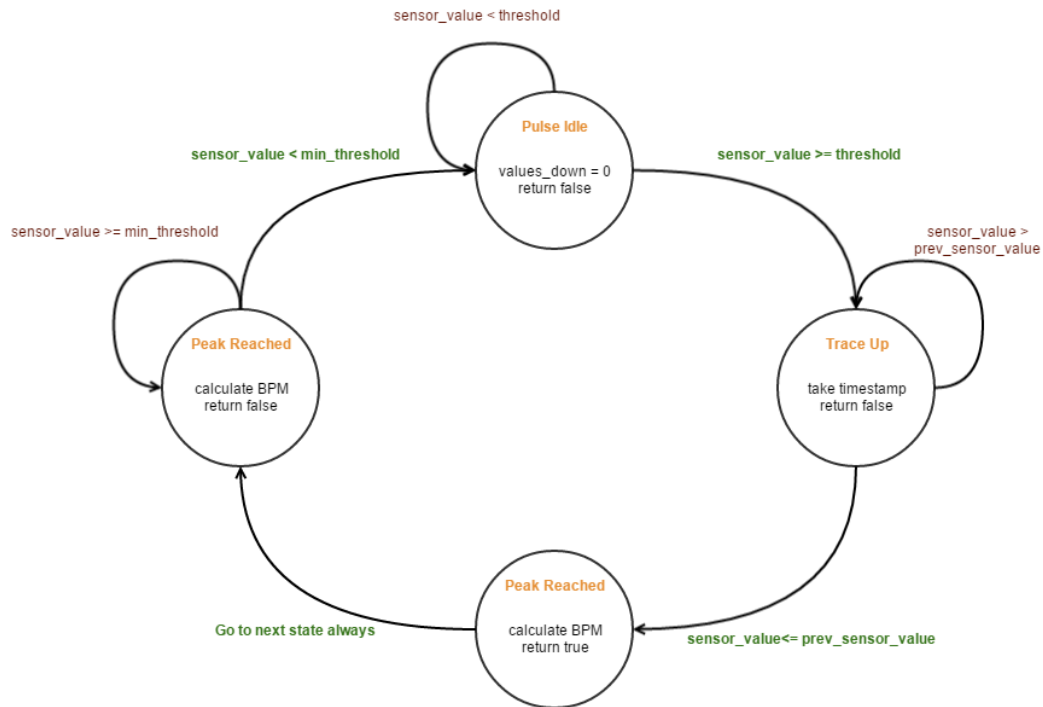 sensor_value < threshold
Pulse Idle
values_down = 0
return false
sensor_value < min_threshold
sensor_value >= threshold
sensor_value >= min_threshold
sensor_value >
prev_sensor_value
Peak Reached
calculate BPM
return false
Trace Up
take timestamp
return false
Peak Reached
calculate BPM
return true
Go to next state always
sensor_value<= prev_sensor_value